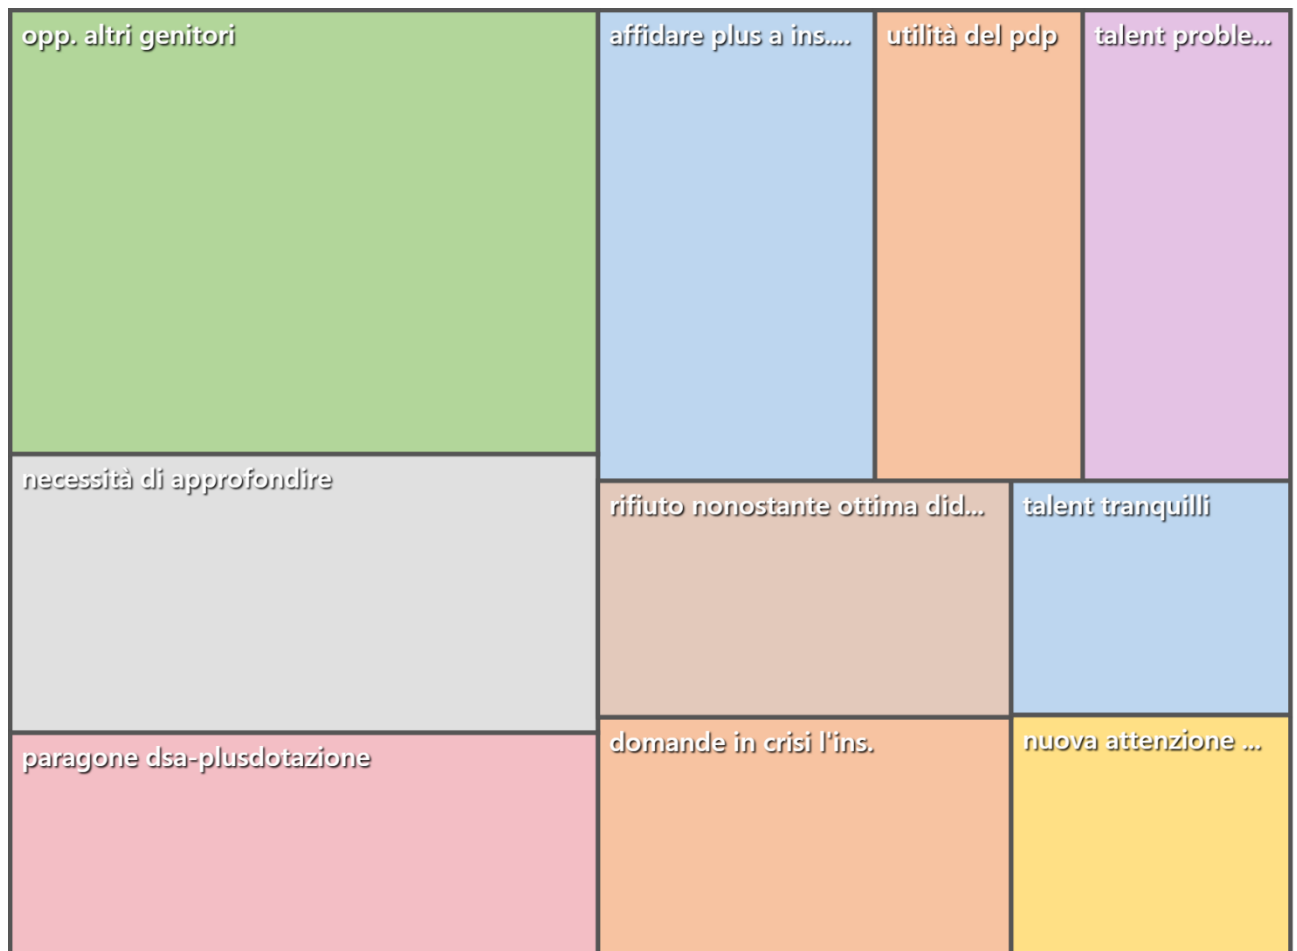 opp. altri genitori
affidare plus a ins....
utilità del pdp
talent proble...
necessità di approfondire
rifiuto nonostante ottima did...
talent tranquilli
paragone dsa-plusdotazione
domande in crisi l'ins.
nuova attenzione ...